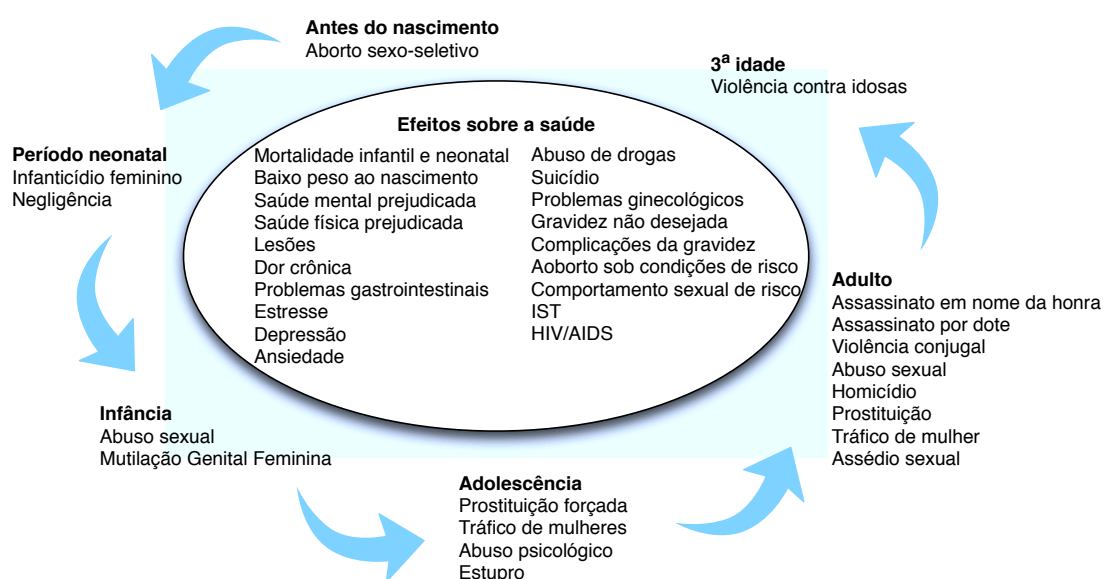 Antes do nascimento
Aborto sexo-seletivo
3ª idade
Violência contra idosas
Período neonatal
Infanticídio feminino
Negligência
Efeitos sobre a saúde
Mortalidade infantil e neonatal
Baixo peso ao nascimento
Saúde mental prejudicada
Saúde física prejudicada
Lesões
Dor crônica
Problemas gastrointestinais
Estresse
Depressão
Ansiedade
Abuso de drogas
Suicídio
Problemas ginecológicos
Gravidez não desejada
Complicações da gravidez
Aoborto sob condições de risco
Comportamento sexual de risco
IST
HIV/AIDS
Adulto
Assassinato em nome da honra
Assassinato por dote
Violência conjugal
Abuso sexual
Homicídio
Prostituição
Tráfico de mulher
Assédio sexual
Infância
Abuso sexual
Mutilação Genital Feminina
Adolescência
Prostituição forçada
Tráfico de mulheres
Abuso psicológico
Estupro